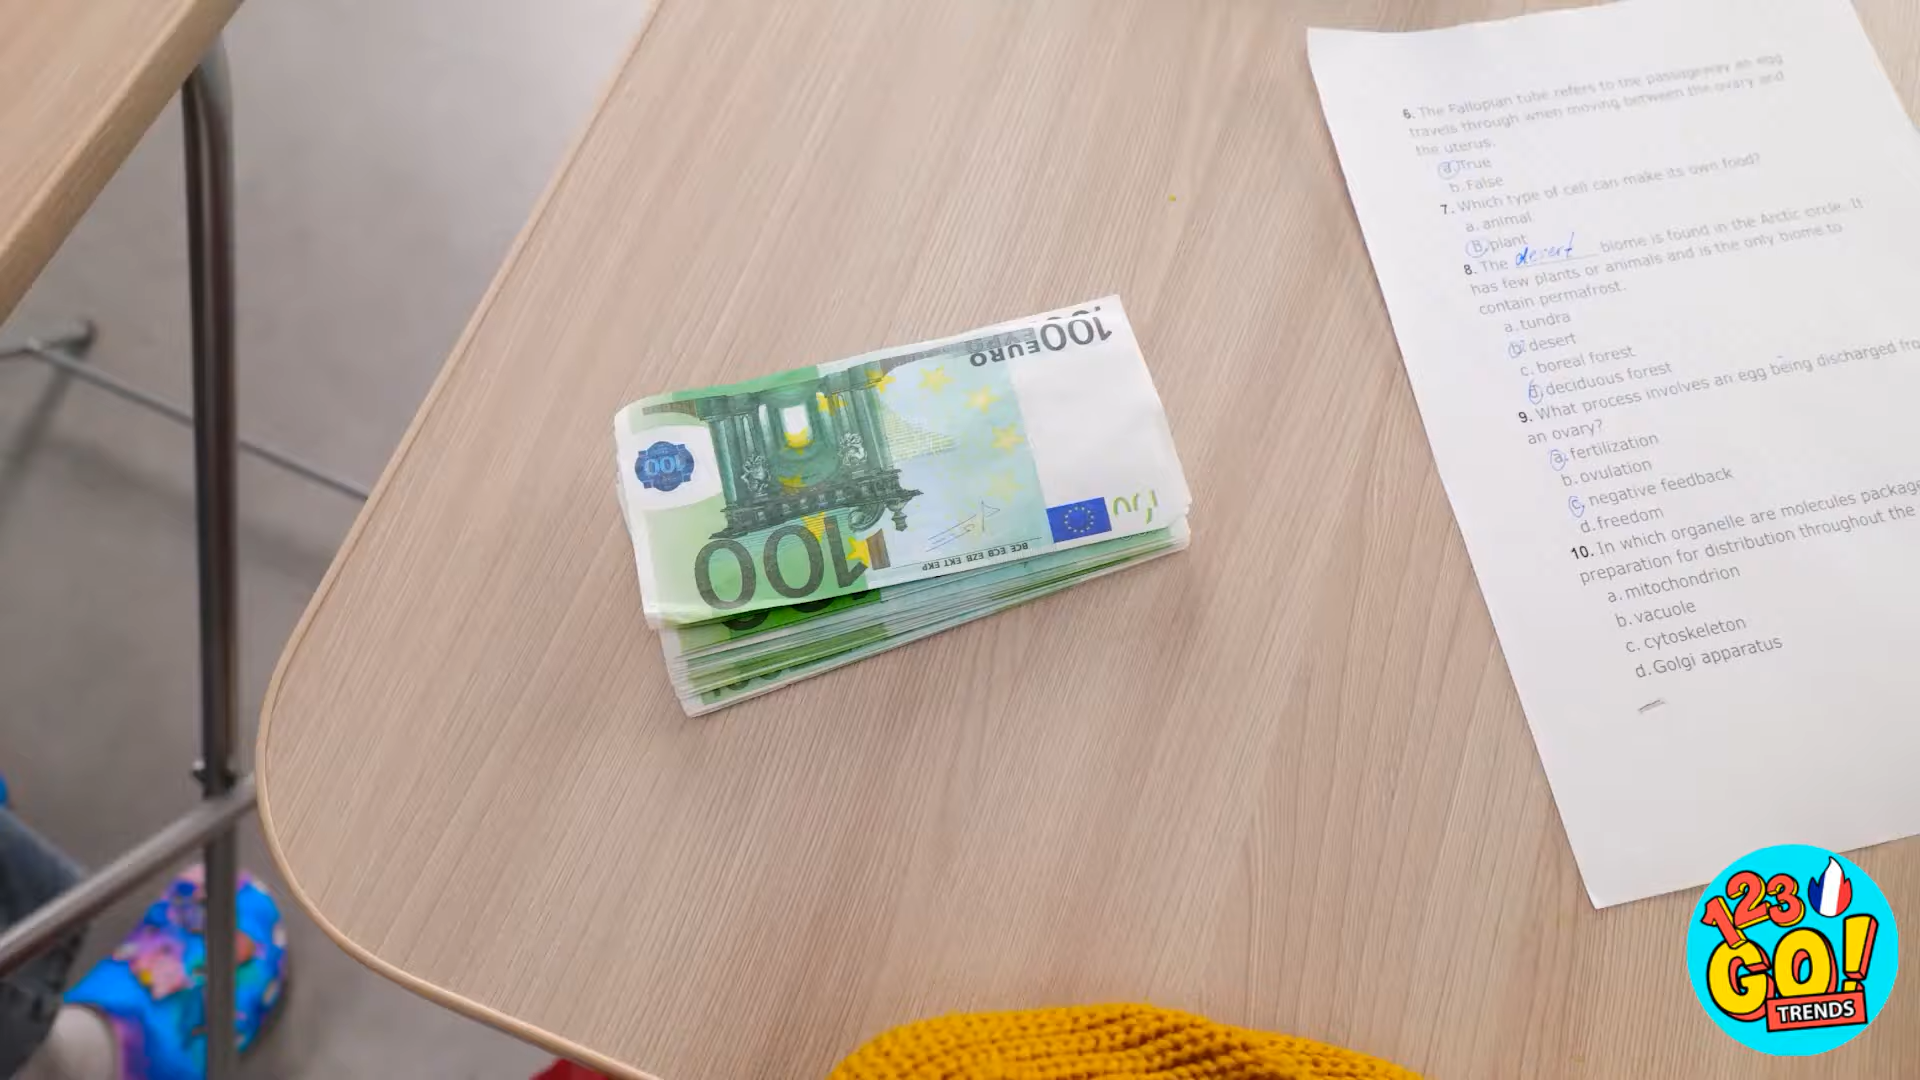 6. The Fallopian tube refers to the passageway an egg
travels through when moving between the ovary and
the uterus.
a. True
b. False
7. Which type of cell can make its own food?
a. animal
B. plant
8. The desert biome is found in the Arctic circle. It
has few plants or animals and is the only biome to
contain permafrost.
a. tundra
b. desert
c. boreal forest
d. deciduous forest
9. What process involves an egg being discharged fro
an ovary?
a. fertilization
b. ovulation
c. negative feedback
d. freedom
10. In which organelle are molecules package
preparation for distribution throughout the
a. mitochondrion
b. vacuole
c. cytoskeleton
d. Golgi apparatus
100 EURO
100
100
BCE ECB EZB EKT EKP
123
GO!
TRENDS